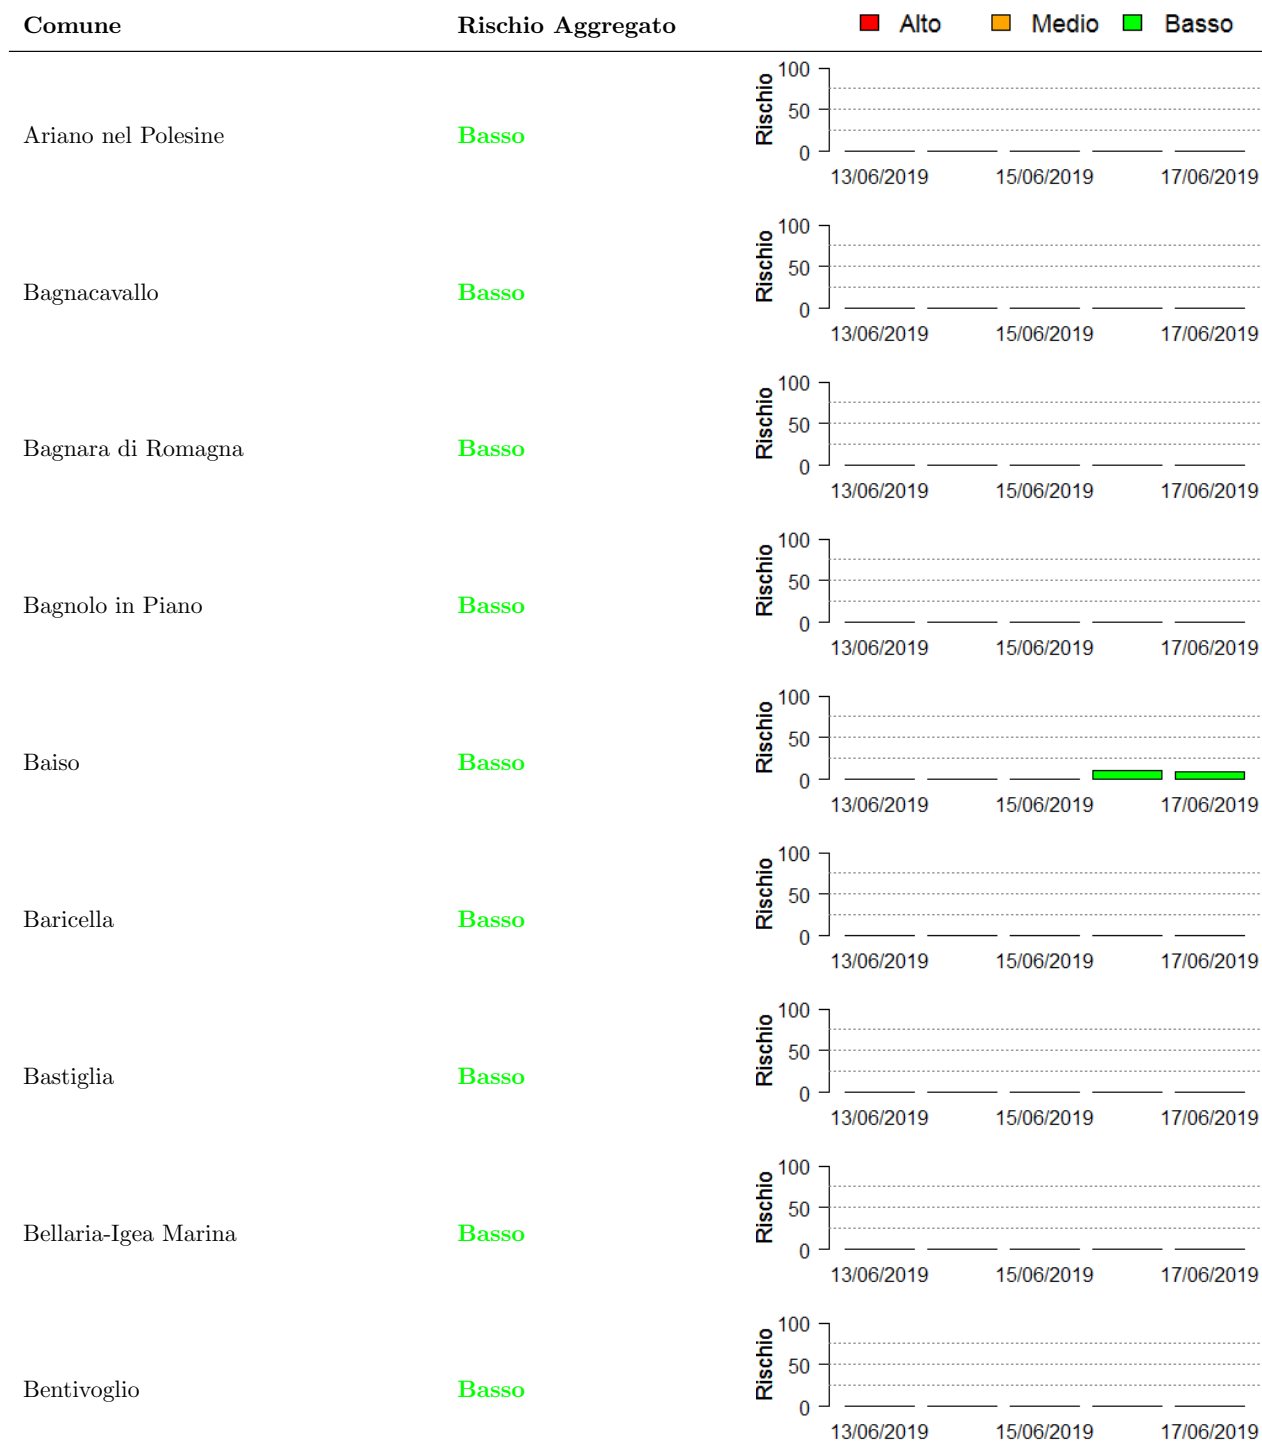 Comune Rischio Aggregato Alto Medio Basso
100
50
0
Rischio
Ariano nel Polesine Basso
13/06/2019 15/06/2019 17/06/2019
100
50
0
Rischio
Bagnacavallo Basso
13/06/2019 15/06/2019 17/06/2019
100
50
0
Rischio
Bagnara di Romagna Basso
13/06/2019 15/06/2019 17/06/2019
100
50
0
Rischio
Bagnolo in Piano Basso
13/06/2019 15/06/2019 17/06/2019
100
50
0
Rischio
Baiso Basso
13/06/2019 15/06/2019 17/06/2019
100
50
0
Rischio
Baricella Basso
13/06/2019 15/06/2019 17/06/2019
100
50
0
Rischio
Bastiglia Basso
13/06/2019 15/06/2019 17/06/2019
100
50
0
Rischio
Bellaria-Igea Marina Basso
13/06/2019 15/06/2019 17/06/2019
100
50
0
Rischio
Bentivoglio Basso
13/06/2019 15/06/2019 17/06/2019